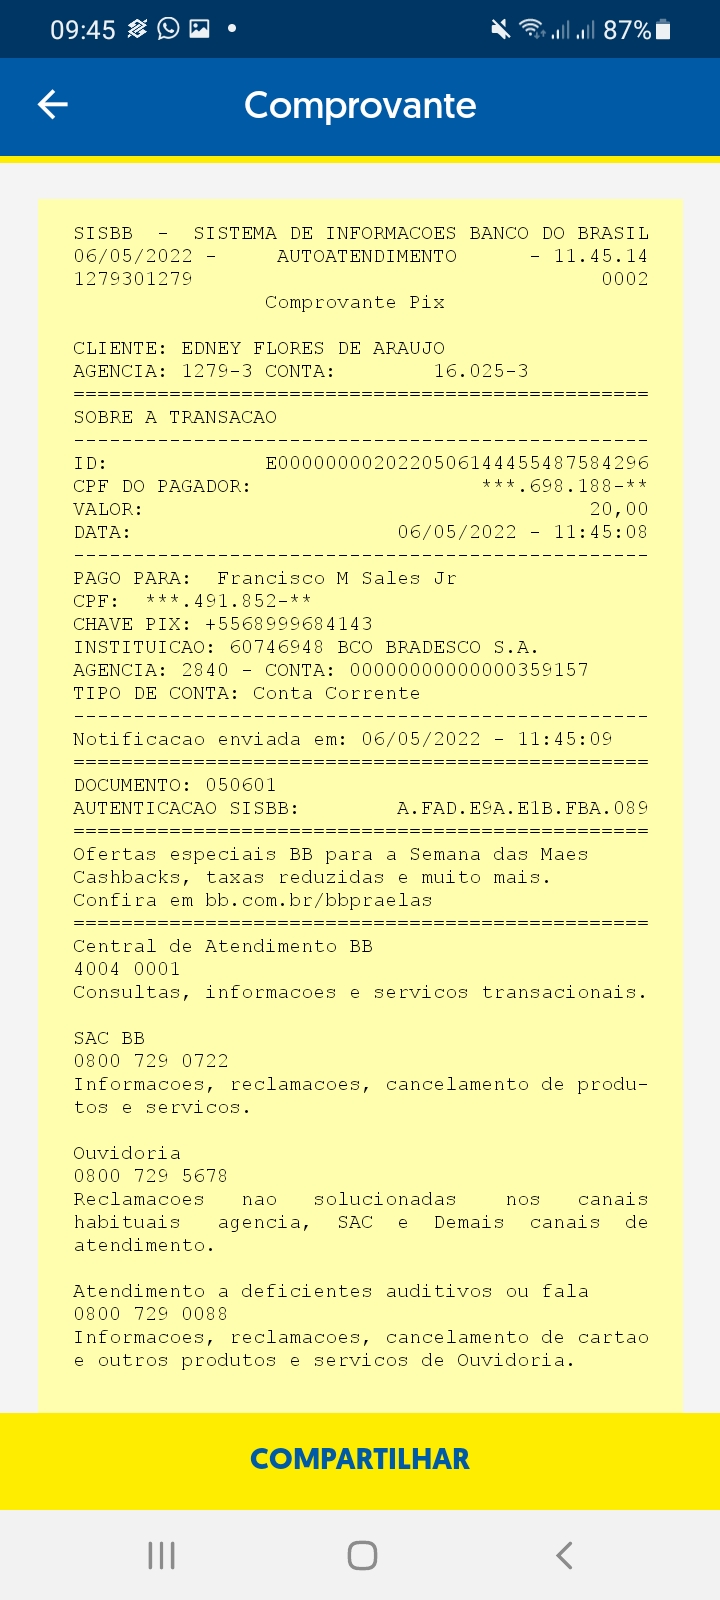 09:45 87%
Comprovante
SISBB - SISTEMA DE INFORMACOES BANCO DO BRASIL
06/05/2022 - AUTOATENDIMENTO - 11.45.14
1279301279 0002
Comprovante Pix
CLIENTE: EDNEY FLORES DE ARAUJO
AGENCIA: 1279-3 CONTA: 16.025-3
================================================
SOBRE A TRANSACAO
------------------------------------------------
ID: E0000000020220506144455487584296
CPF DO PAGADOR: ***.698.188-**
VALOR: 20,00
DATA: 06/05/2022 - 11:45:08
------------------------------------------------
PAGO PARA: Francisco M Sales Jr
CPF: ***.491.852-**
CHAVE PIX: +5568999684143
INSTITUICAO: 60746948 BCO BRADESCO S.A.
AGENCIA: 2840 - CONTA: 00000000000000359157
TIPO DE CONTA: Conta Corrente
------------------------------------------------
Notificacao enviada em: 06/05/2022 - 11:45:09
================================================
DOCUMENTO: 050601
AUTENTICACAO SISBB: A.FAD.E9A.E1B.FBA.089
================================================
Ofertas especiais BB para a Semana das Maes
Cashbacks, taxas reduzidas e muito mais.
Confira em bb.com.br/bbpraelas
================================================
Central de Atendimento BB
4004 0001
Consultas, informacoes e servicos transacionais.
SAC BB
0800 729 0722
Informacoes, reclamacoes, cancelamento de produ-
tos e servicos.
Ouvidoria
0800 729 5678
Reclamacoes nao solucionadas nos canais
habituais agencia, SAC e Demais canais de
atendimento.
Atendimento a deficientes auditivos ou fala
0800 729 0088
Informacoes, reclamacoes, cancelamento de cartao
e outros produtos e servicos de Ouvidoria.
COMPARTILHAR